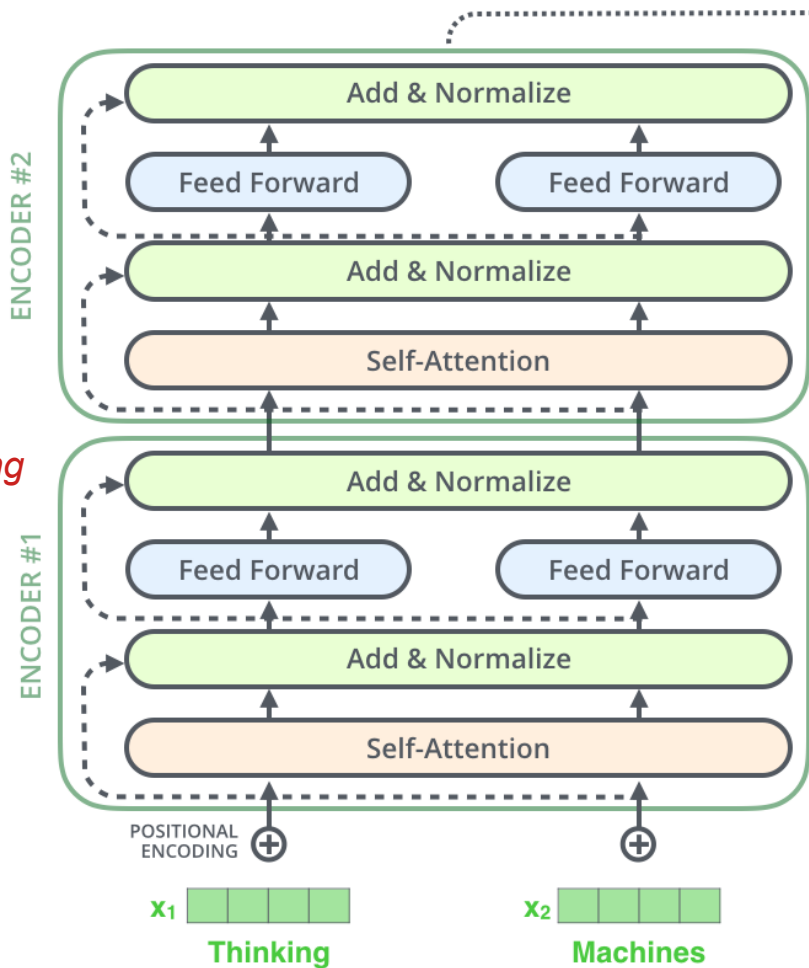 ENCODER #2
Add & Normalize
Feed Forward
Feed Forward
Add & Normalize
Self-Attention
ENCODER #1
Add & Normalize
Feed Forward
Feed Forward
Add & Normalize
Self-Attention
POSITIONAL
ENCODING
x₁
x₂
Thinking
Machines